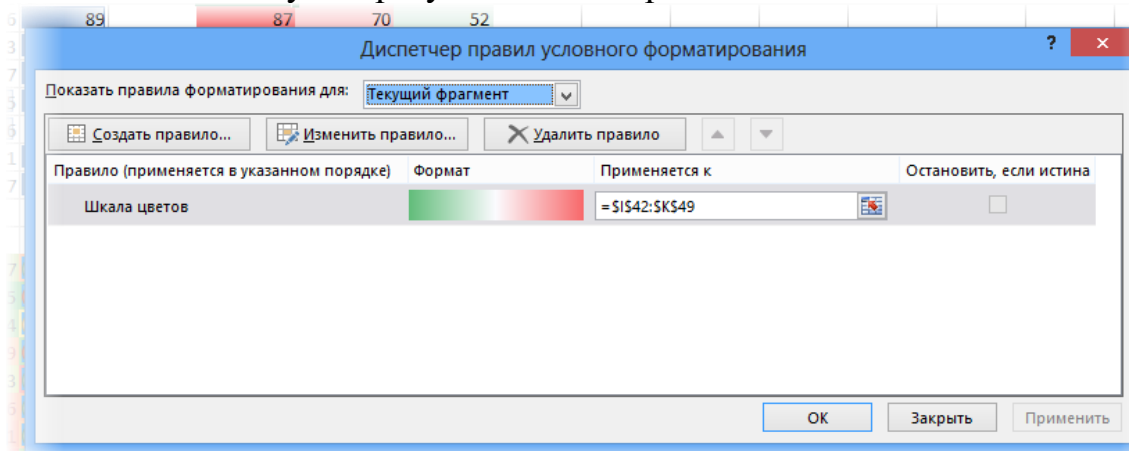 89 87 70 52
Диспетчер правил условного форматирования ? ×
Показать правила форматирования для: Текущий фрагмент
Создать правило... Изменить правило... Удалить правило
Правило (применяется в указанном порядке) Формат Применяется к Остановить, если истина
Шкала цветов =$I$42:$K$49
ОК Закрыть Применить